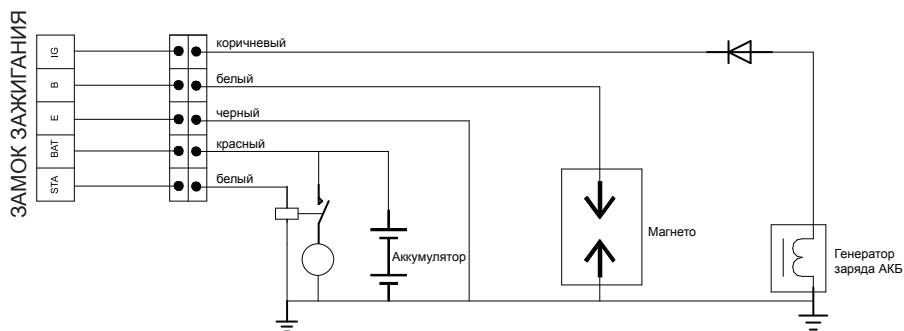 ЗАМОК ЗАЖИГАНИЯ
IG
коричневый
B
белый
E
черный
BAT
красный
STA
белый
Аккумулятор
Магнето
Генератор
заряда АКБ